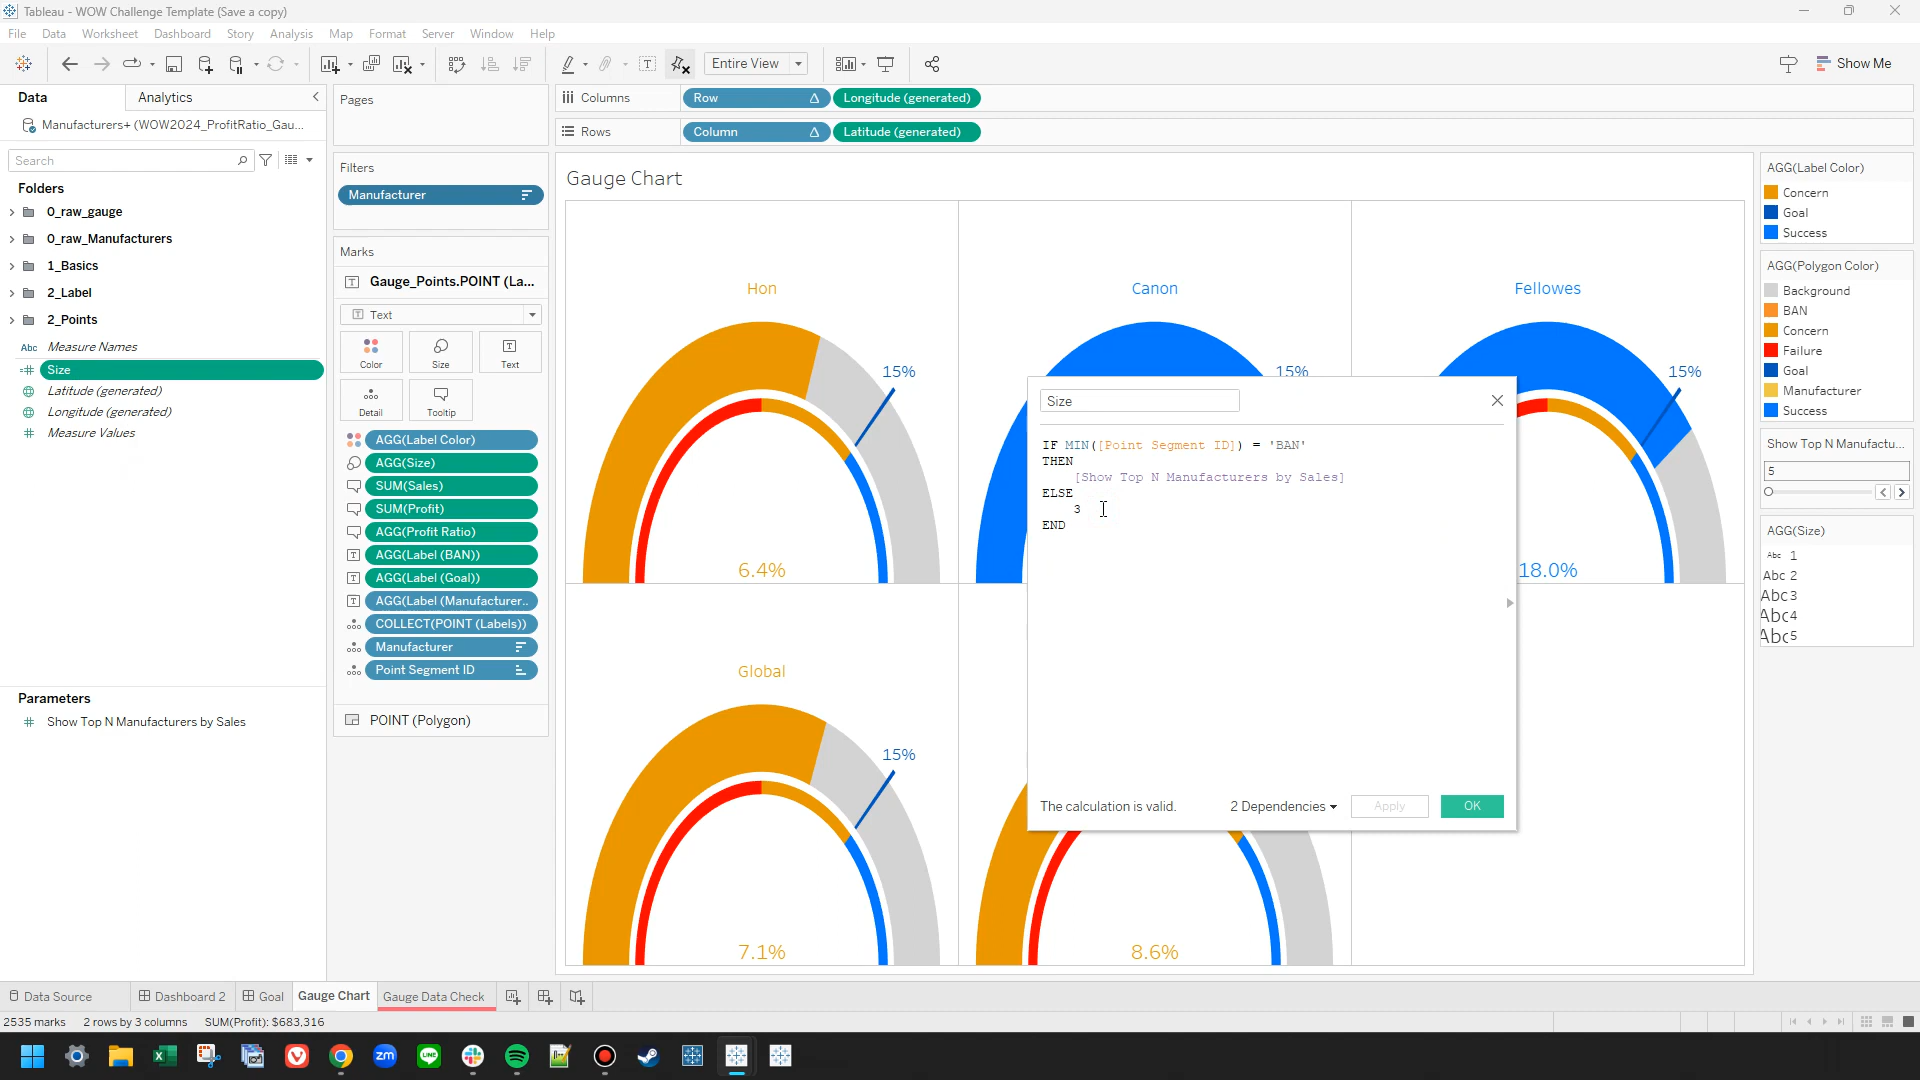 Tableau - WOW Challenge Template (Save a copy)
File Data Worksheet Dashboard Story Analysis Map Format Server Window Help
Entire View
Show Me
Data
Analytics
Manufacturers+ (WOW2024_ProfitRatio_Gau...
Search
Folders
0_raw_gauge
0_raw_Manufacturers
1_Basics
2_Label
2_Points
Abc Measure Names
Size
Latitude (generated)
Longitude (generated)
Measure Values
Parameters
Show Top N Manufacturers by Sales
Pages
Filters
Manufacturer
Marks
Gauge_Points.POINT (La...
Text
Color
Size
Text
Detail
Tooltip
AGG(Label Color)
AGG(Size)
SUM(Sales)
SUM(Profit)
AGG(Profit Ratio)
AGG(Label (BAN))
AGG(Label (Goal))
AGG(Label (Manufacturer..
COLLECT(POINT (Labels))
Manufacturer
Point Segment ID
POINT (Polygon)
Columns
Row
Longitude (generated)
Rows
Column
Latitude (generated)
Gauge Chart
Hon
15%
6.4%
Canon
15%
Fellowes
15%
18.0%
Global
15%
7.1%
8.6%
Size
IF MIN([Point Segment ID]) = 'BAN'
THEN
[Show Top N Manufacturers by Sales]
ELSE
3
END
The calculation is valid.
2 Dependencies
Apply
OK
AGG(Label Color)
Concern
Goal
Success
AGG(Polygon Color)
Background
BAN
Concern
Failure
Goal
Manufacturer
Success
Show Top N Manufactu...
5
AGG(Size)
Abc 1
Abc 2
Abc 3
Abc 4
Abc 5
Data Source
Dashboard 2
Goal
Gauge Chart
Gauge Data Check
2535 marks
2 rows by 3 columns
SUM(Profit): $683,316
zm
LINE